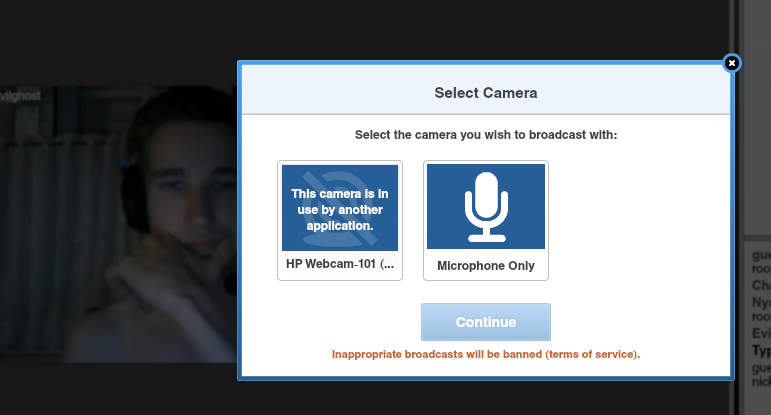 vilghost
Select Camera
Select the camera you wish to broadcast with:
This camera is in
use by another
application.
HP Webcam-101 (...
Microphone Only
Continue
Inappropriate broadcasts will be banned (terms of service).
gue
roo
Cha
Nya
roo
Evi
Typ
gue
nick